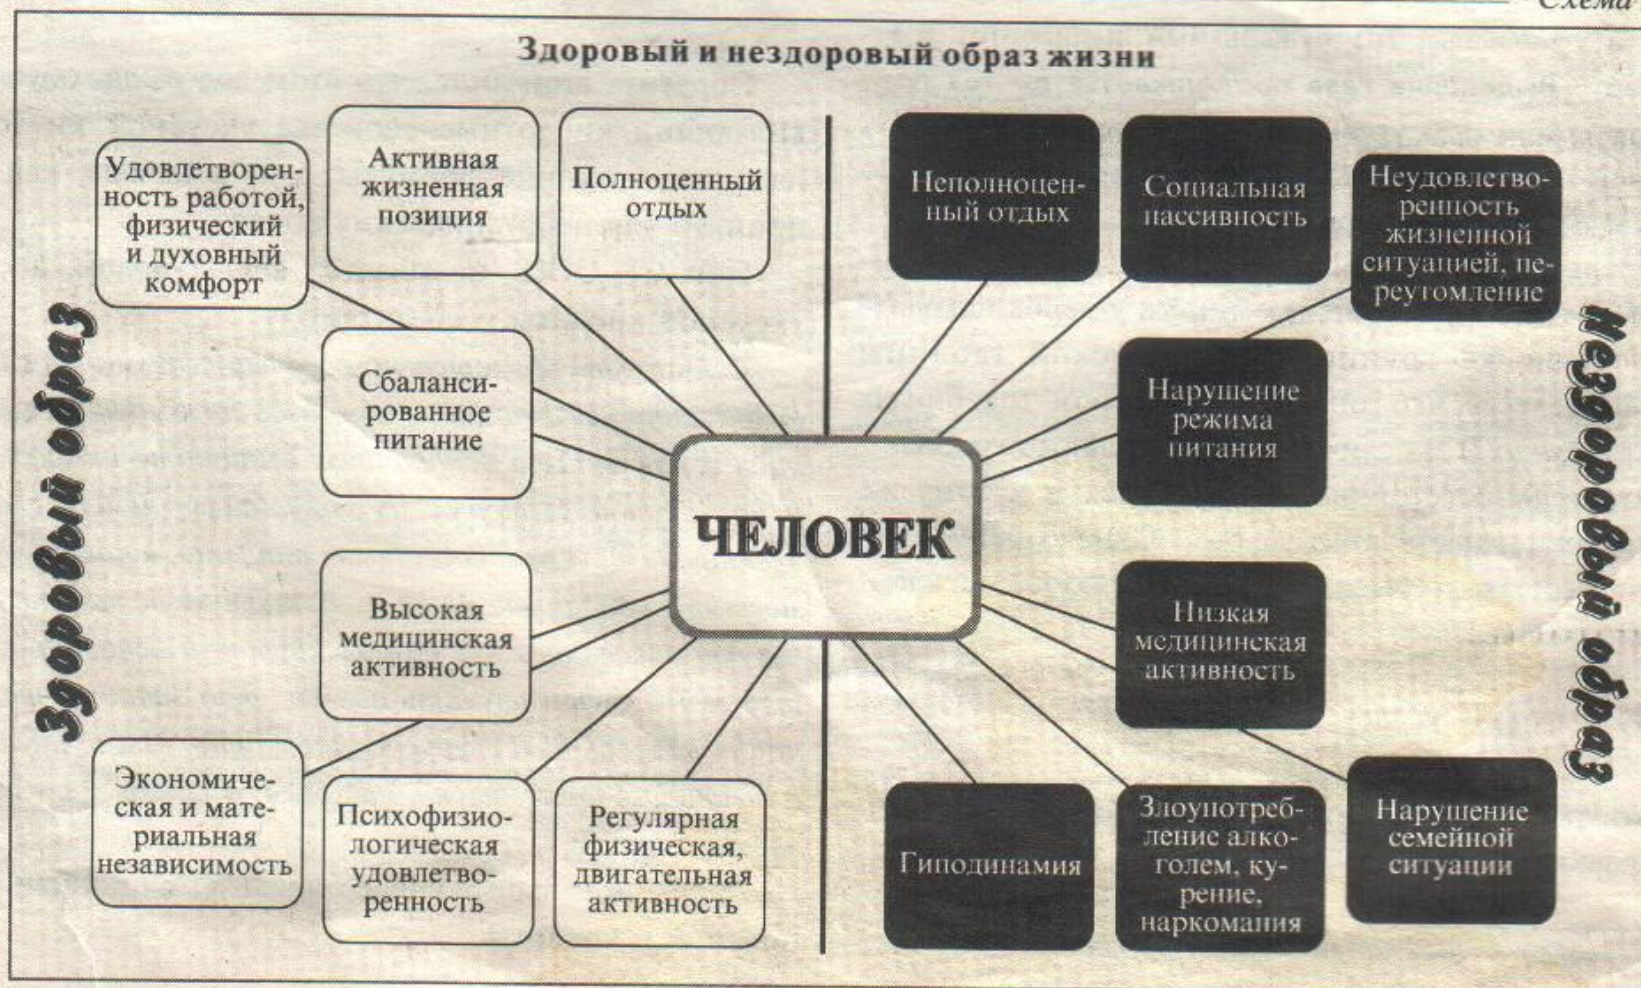 Схема
Здоровый и нездоровый образ жизни
Здоровый образ
Удовлетворен-
ность работой,
физический
и духовный
комфорт
Активная
жизненная
позиция
Полноценный
отдых
Сбаланси-
рованное
питание
Высокая
медицинская
активность
Экономиче-
ская и мате-
риальная
независимость
Психофизио-
логическая
удовлетво-
ренность
Регулярная
физическая,
двигательная
активность
ЧЕЛОВЕК
Неполноцен-
ный отдых
Социальная
пассивность
Неудовлетво-
ренность
жизненной
ситуацией, пе-
реутомление
Нарушение
режима
питания
Низкая
медицинская
активность
Гиподинамия
Злоупотреб-
ление алко-
голем, ку-
рение,
наркомания
Нарушение
семейной
ситуации
Нездоровый образ